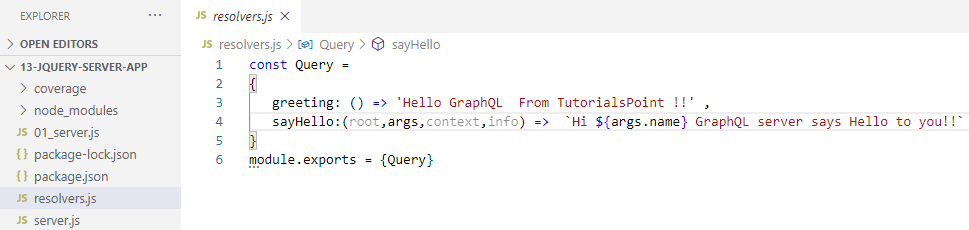 EXPLORER ...
OPEN EDITORS
13-JQUERY-SERVER-APP
coverage
node_modules
JS 01_server.js
{} package-lock.json
{} package.json
JS resolvers.js
JS server.js
JS resolvers.js ×
JS resolvers.js > Query > sayHello
1 const Query =
2 {
3 greeting: () => 'Hello GraphQL  From TutorialsPoint !!' ,
4 sayHello:(root,args,context,info) =>  `Hi ${args.name} GraphQL server says Hello to you!!`
5 }
6 module.exports = {Query}